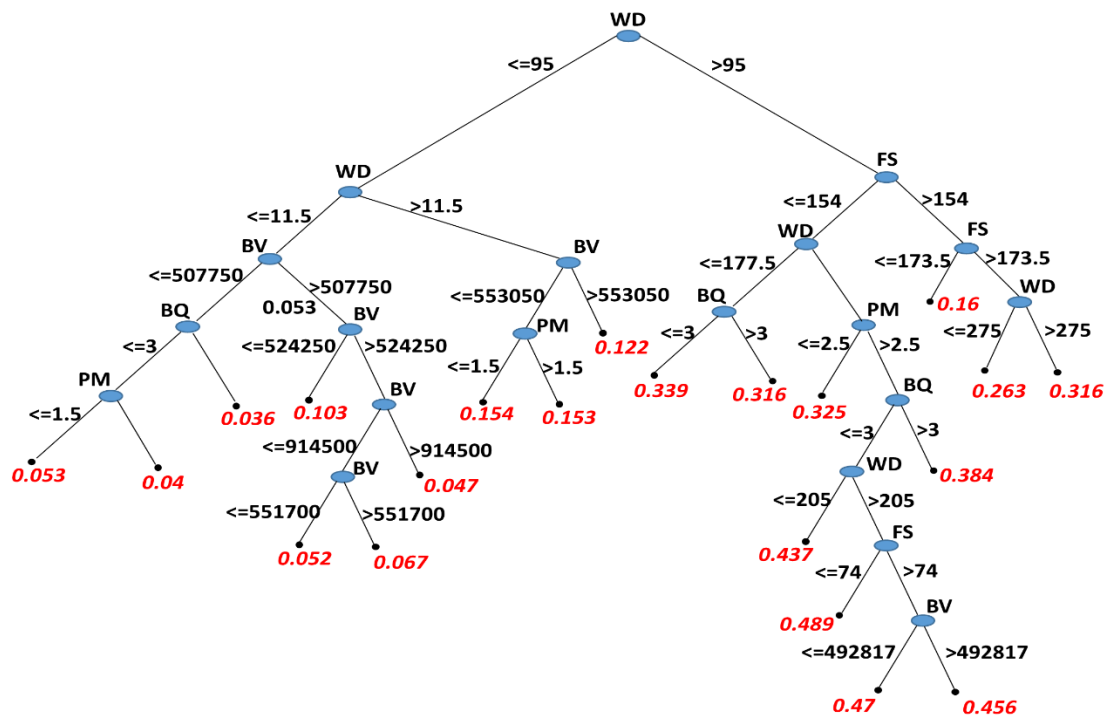 WD
<=95
>95
WD
FS
<=11.5
>11.5
<=154
>154
BV
BV
WD
FS
<=507750
>507750
0.053
<=553050
>553050
<=177.5
<=173.5
>173.5
BQ
BV
PM
0.122
BQ
PM
0.16
WD
<=3
<=524250
>524250
<=1.5
>1.5
<=3
>3
<=2.5
>2.5
<=275
>275
PM
0.036
0.103
BV
0.154
0.153
0.339
0.316
0.325
BQ
0.263
0.316
<=1.5
<=914500
>914500
<=3
>3
0.053
0.04
BV
0.047
WD
0.384
<=551700
>551700
<=205
>205
0.052
0.067
0.437
FS
<=74
>74
0.489
BV
<=492817
>492817
0.47
0.456